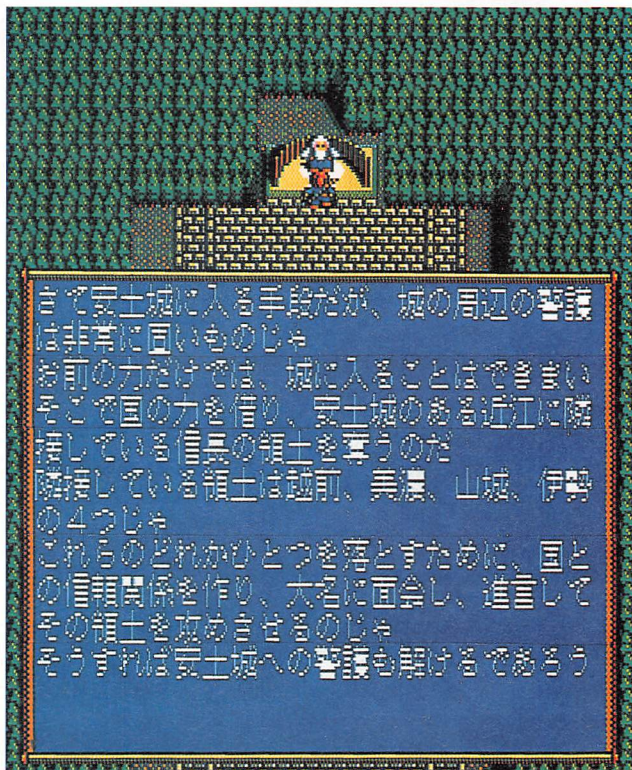 さて安土城に入る手段だが、城の周辺の警護
は非常に固いものじゃ
お前の力だけでは、城に入ることはできまい
そこで国の力を借り、安土城のある近江に隣
接している信長の領土を奪うのだ
隣接している領土は越前、美濃、山城、伊勢
の4つじゃ
これらのどれかひとつを落とすために、国と
の信頼関係を作り、大名に面会し、進言して
その領土を攻めさせるのじゃ
そうすれば安土城への警護も解けるであろう